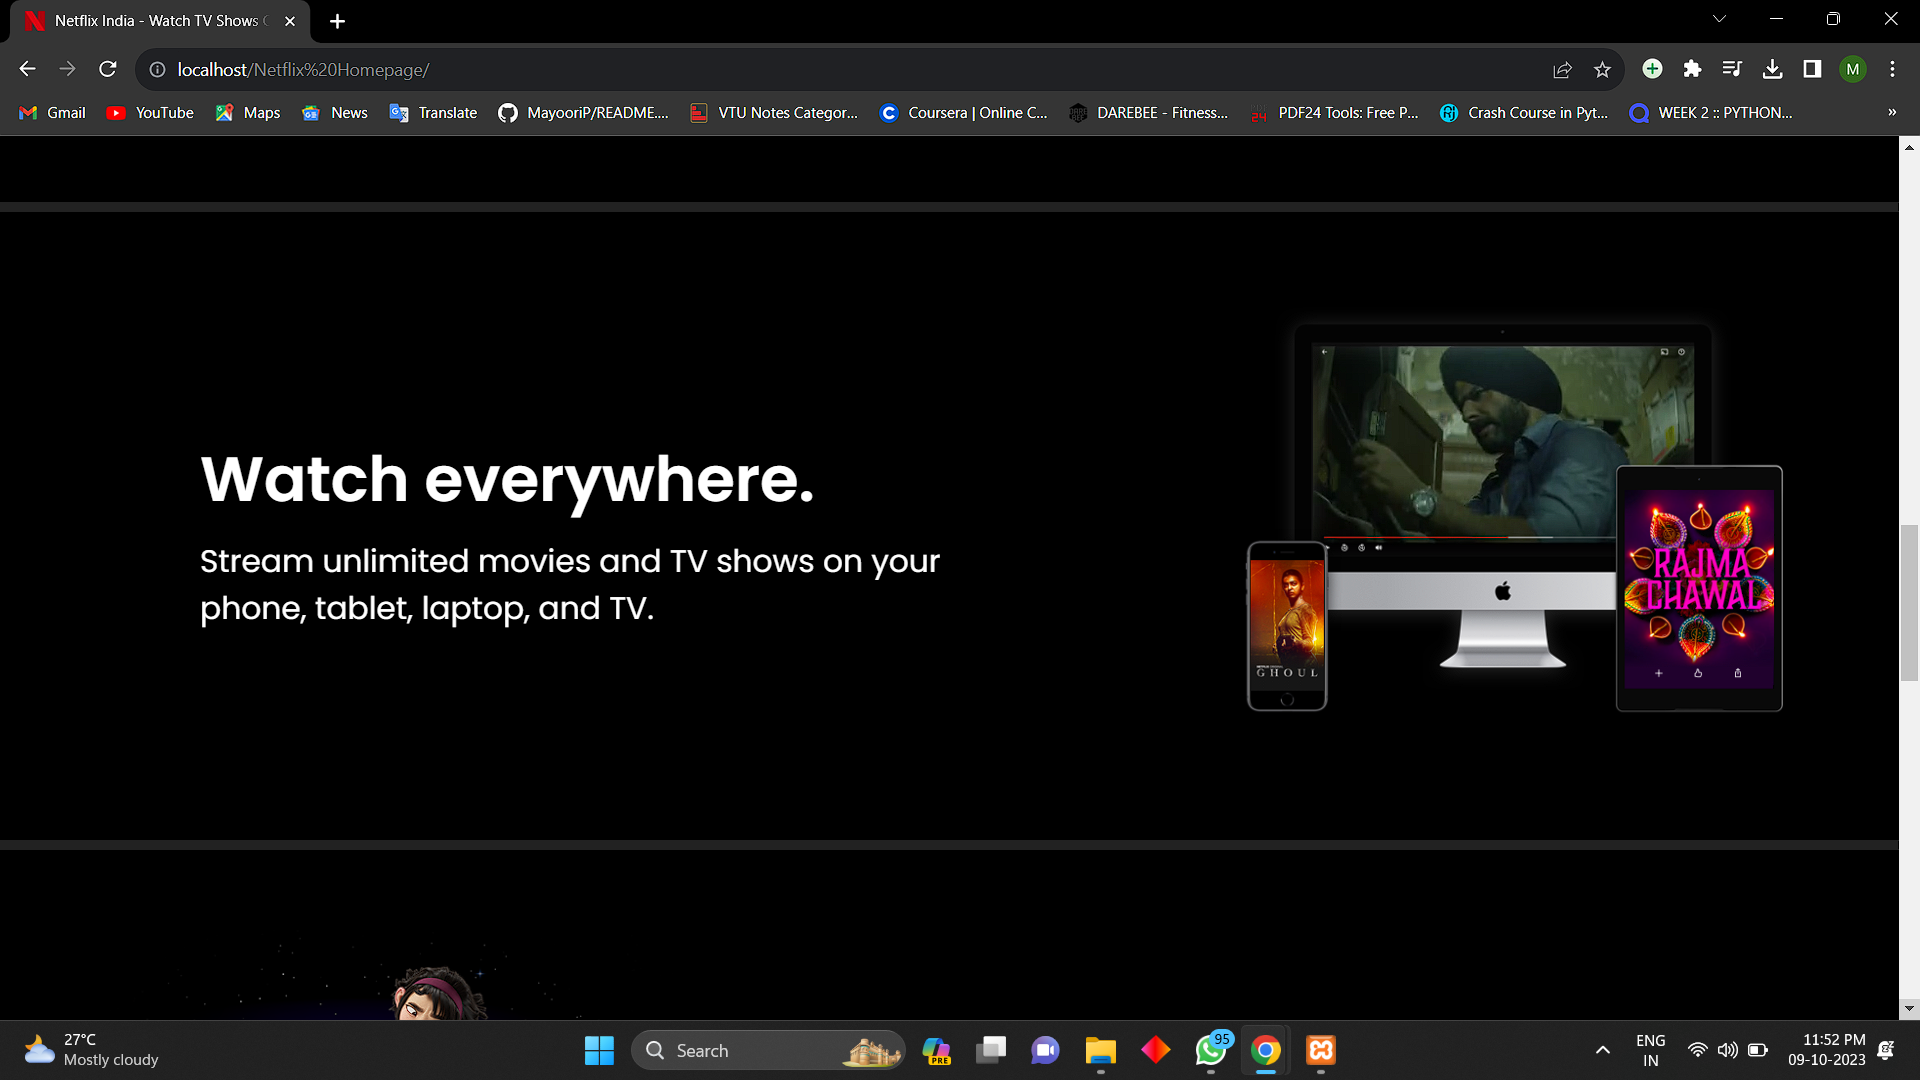 Netflix India - Watch TV Shows
localhost/Netflix%20Homepage/
M
Gmail
YouTube
Maps
News
Translate
MayooriP/README....
VTU Notes Categor...
Coursera | Online C...
DAREBEE - Fitness...
PDF24 Tools: Free P...
Crash Course in Pyt...
WEEK 2 :: PYTHON...
»
Watch everywhere.
Stream unlimited movies and TV shows on your
phone, tablet, laptop, and TV.
RAJMA
CHAWAL
GHOUL
27°C
Mostly cloudy
Search
PRE
95
ENG
IN
11:52 PM
09-10-2023